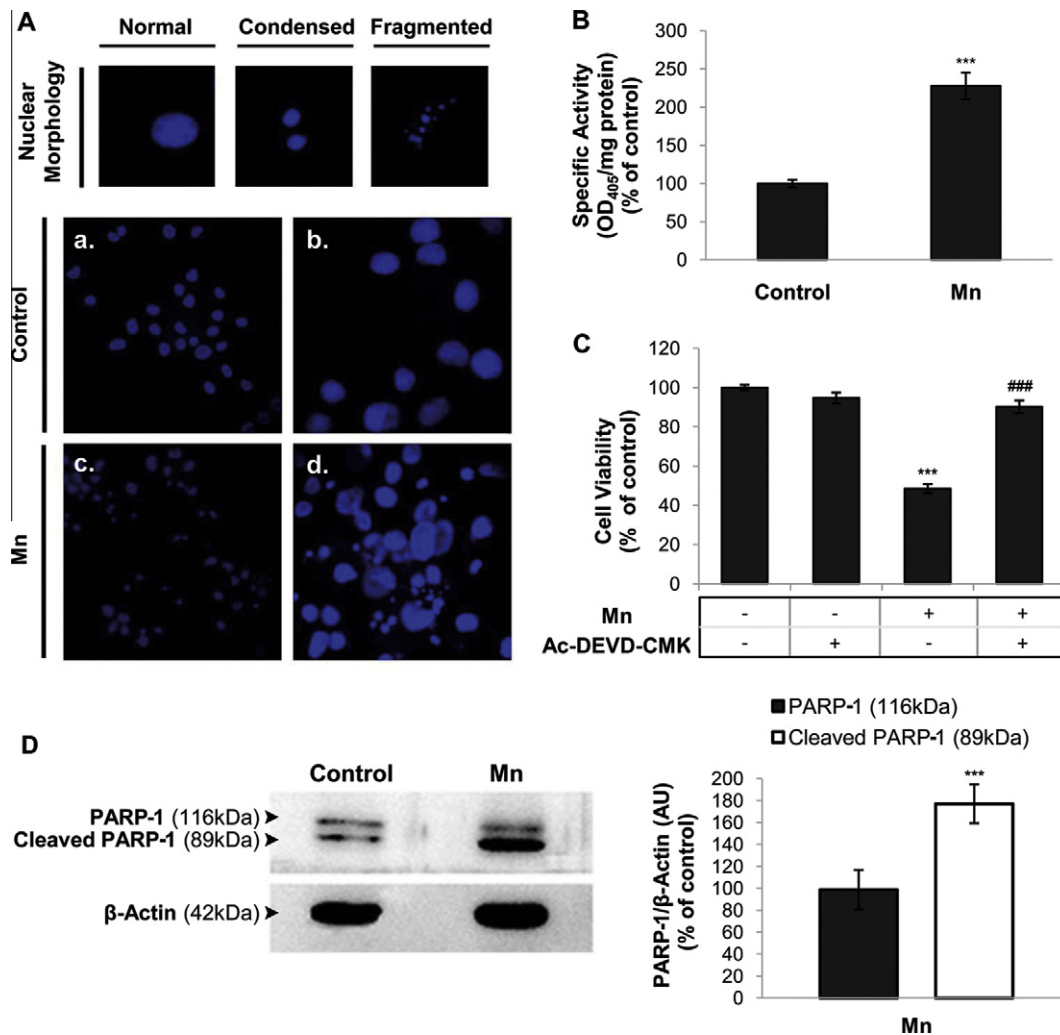 A
Normal
Condensed
Fragmented
Nuclear
Morphology
Control
a.
b.
Mn
c.
d.
B
Specific Activity
(OD405/mg protein)
(% of control)
300
250
200
150
100
50
0
***
Control
Mn
C
Cell Viability
(% of control)
120
100
80
60
40
20
0
***
###
Mn
-
-
+
+
Ac-DEVD-CMK
-
+
-
+
D
Control
Mn
PARP-1 (116kDa)
Cleaved PARP-1 (89kDa)
β-Actin (42kDa)
PARP-1 (116kDa)
Cleaved PARP-1 (89kDa)
PARP-1/β-Actin (AU)
(% of control)
200
180
160
140
120
100
80
60
40
20
0
***
Mn